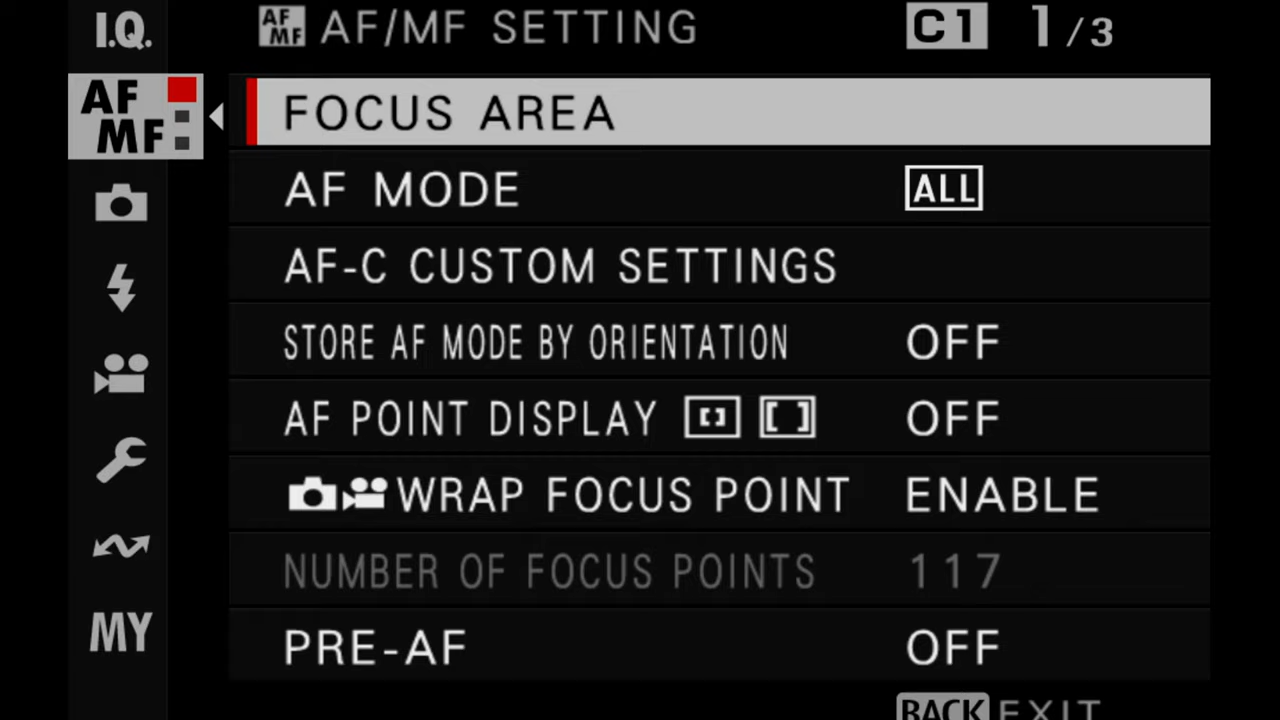 I.Q.
AF MF AF/MF SETTING C1 1/3
AF MF
FOCUS AREA
AF MODE ALL
AF-C CUSTOM SETTINGS
STORE AF MODE BY ORIENTATION OFF
AF POINT DISPLAY OFF
WRAP FOCUS POINT ENABLE
NUMBER OF FOCUS POINTS 117
MY
PRE-AF OFF
BACK EXIT